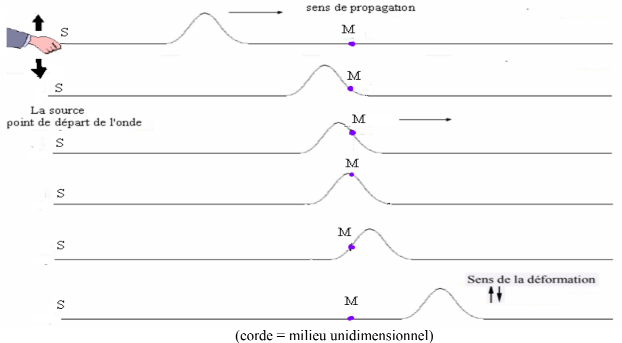 sens de propagation
S
M
S
M
La source
point de départ de l'onde
M
S
M
S
M
S
Sens de la déformation
M
S
(corde = milieu unidimensionnel)